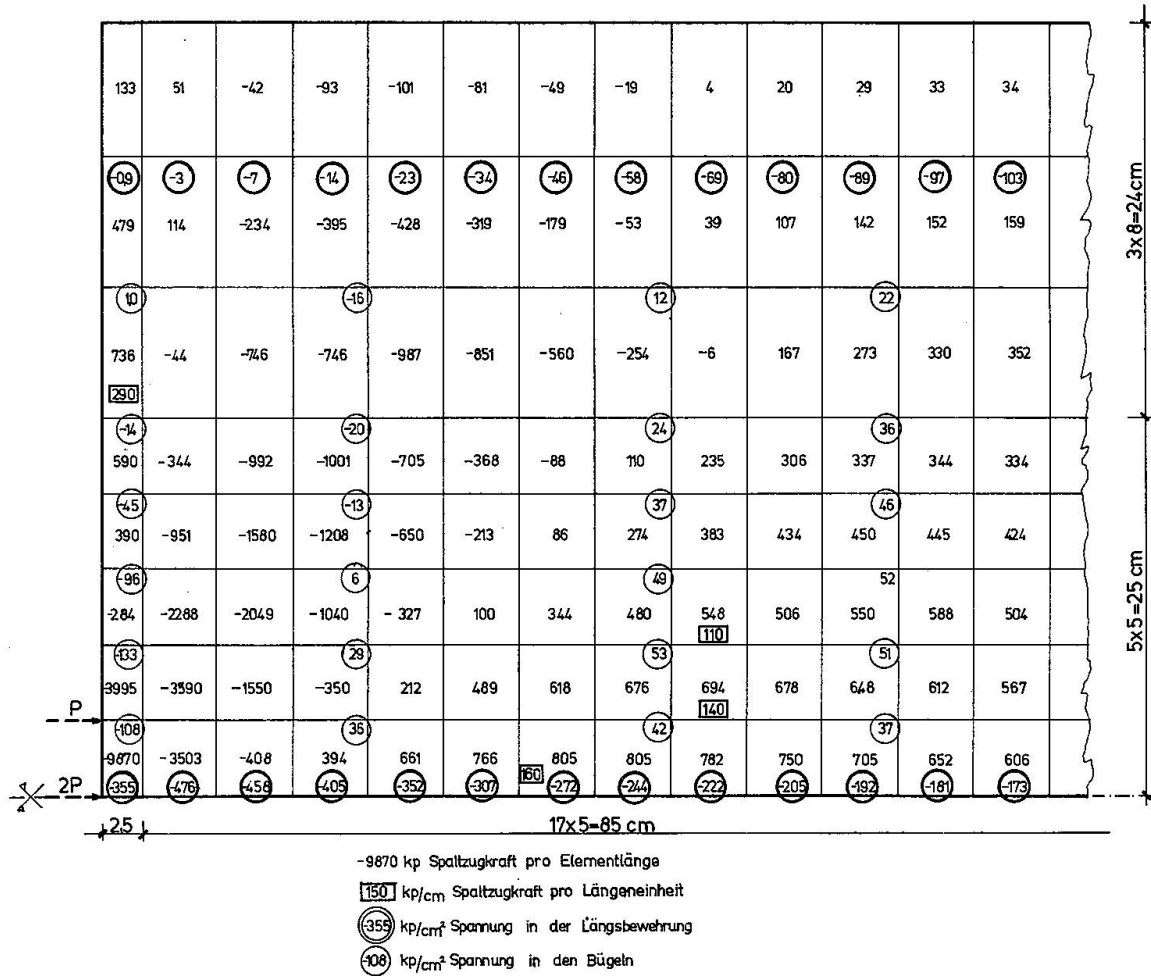 133 51 -42 -93 -101 -81 -49 -19 4 20 29 33 34
-0,9 -3 -7 -14 -23 -34 -46 -58 -69 -80 -89 -97 -103
479 114 -234 -395 -428 -319 -179 -53 39 107 142 152 159
3x8=24cm
1,0 -16 12 22
736 -44 -746 -746 -987 -851 -560 -254 -6 167 273 330 352
290
-14 -20 24 36
590 -344 -992 -1001 -705 -368 -88 110 235 306 337 344 334
-45 -13 37 46
390 -951 -1580 -1208 -650 -213 86 274 383 434 450 445 424
-96 6 49 52
-284 -2288 -2049 -1040 -327 100 344 480 548 506 550 588 504
110
5x5=25 cm
-133 29 53 51
-3995 -3590 -1550 -350 212 489 618 676 694 678 648 612 567
140
P
-108 36 42 37
-9870 -3503 -408 394 661 766 805 805 782 750 705 652 606
160
2P
-355 -476 -458 -405 -352 -307 -272 -244 -222 -205 -192 -181 -173
2,5 17x5=85 cm
-9870 kp Spaltzugkraft pro Elementlänge
150 kp/cm Spaltzugkraft pro Längeneinheit
-355 kp/cm² Spannung in der Längsbewehrung
-108 kp/cm² Spannung in den Bügeln